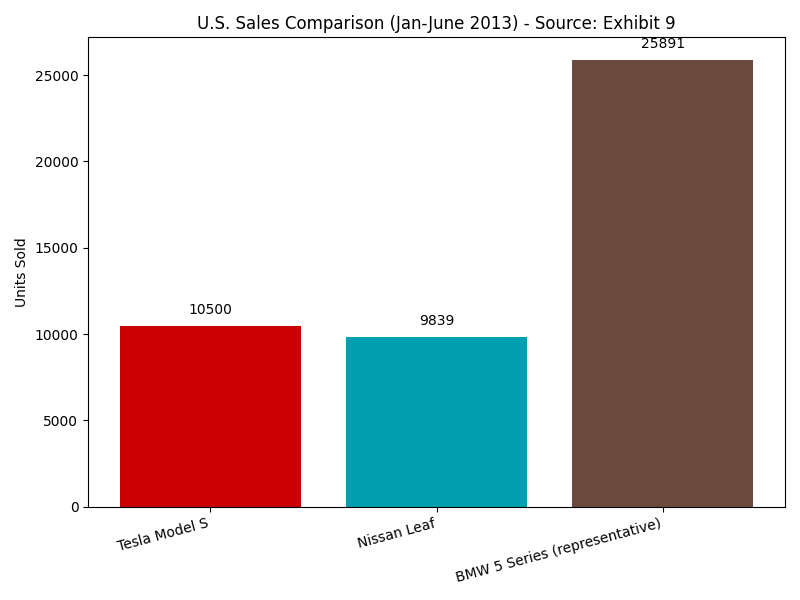 U.S. Sales Comparison (Jan-June 2013) - Source: Exhibit 9
25891
25000
20000
15000
10000
5000
0
Units Sold
10500
9839
Tesla Model S
Nissan Leaf
BMW 5 Series (representative)